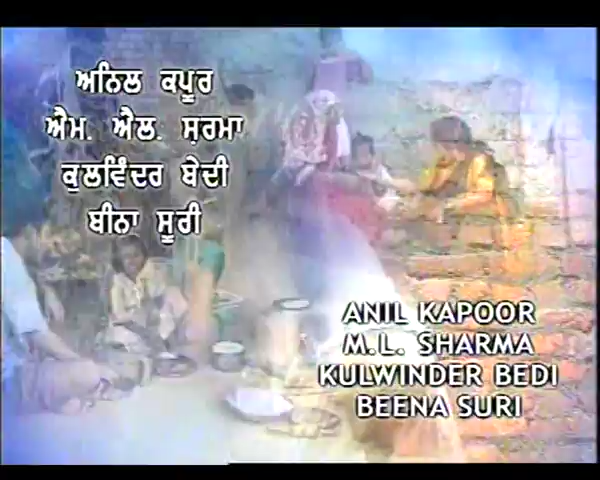 ਅਨਿਲ ਕਪੂਰ
ਐਮ. ਐਲ. ਸ਼ਰਮਾ
ਕੁਲਵਿੰਦਰ ਬੇਦੀ
ਬੀਨਾ ਸੂਰੀ
ANIL KAPOOR
M.L. SHARMA
KULWINDER BEDI
BEENA SURI